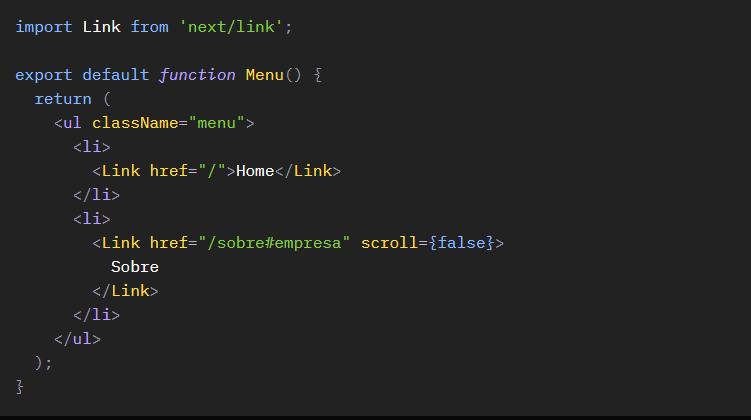 import Link from 'next/link';

export default function Menu() {
  return (
    <ul className="menu">
      <li>
        <Link href="/">Home</Link>
      </li>
      <li>
        <Link href="/sobre#empresa" scroll={false}>
          Sobre
        </Link>
      </li>
    </ul>
  );
}